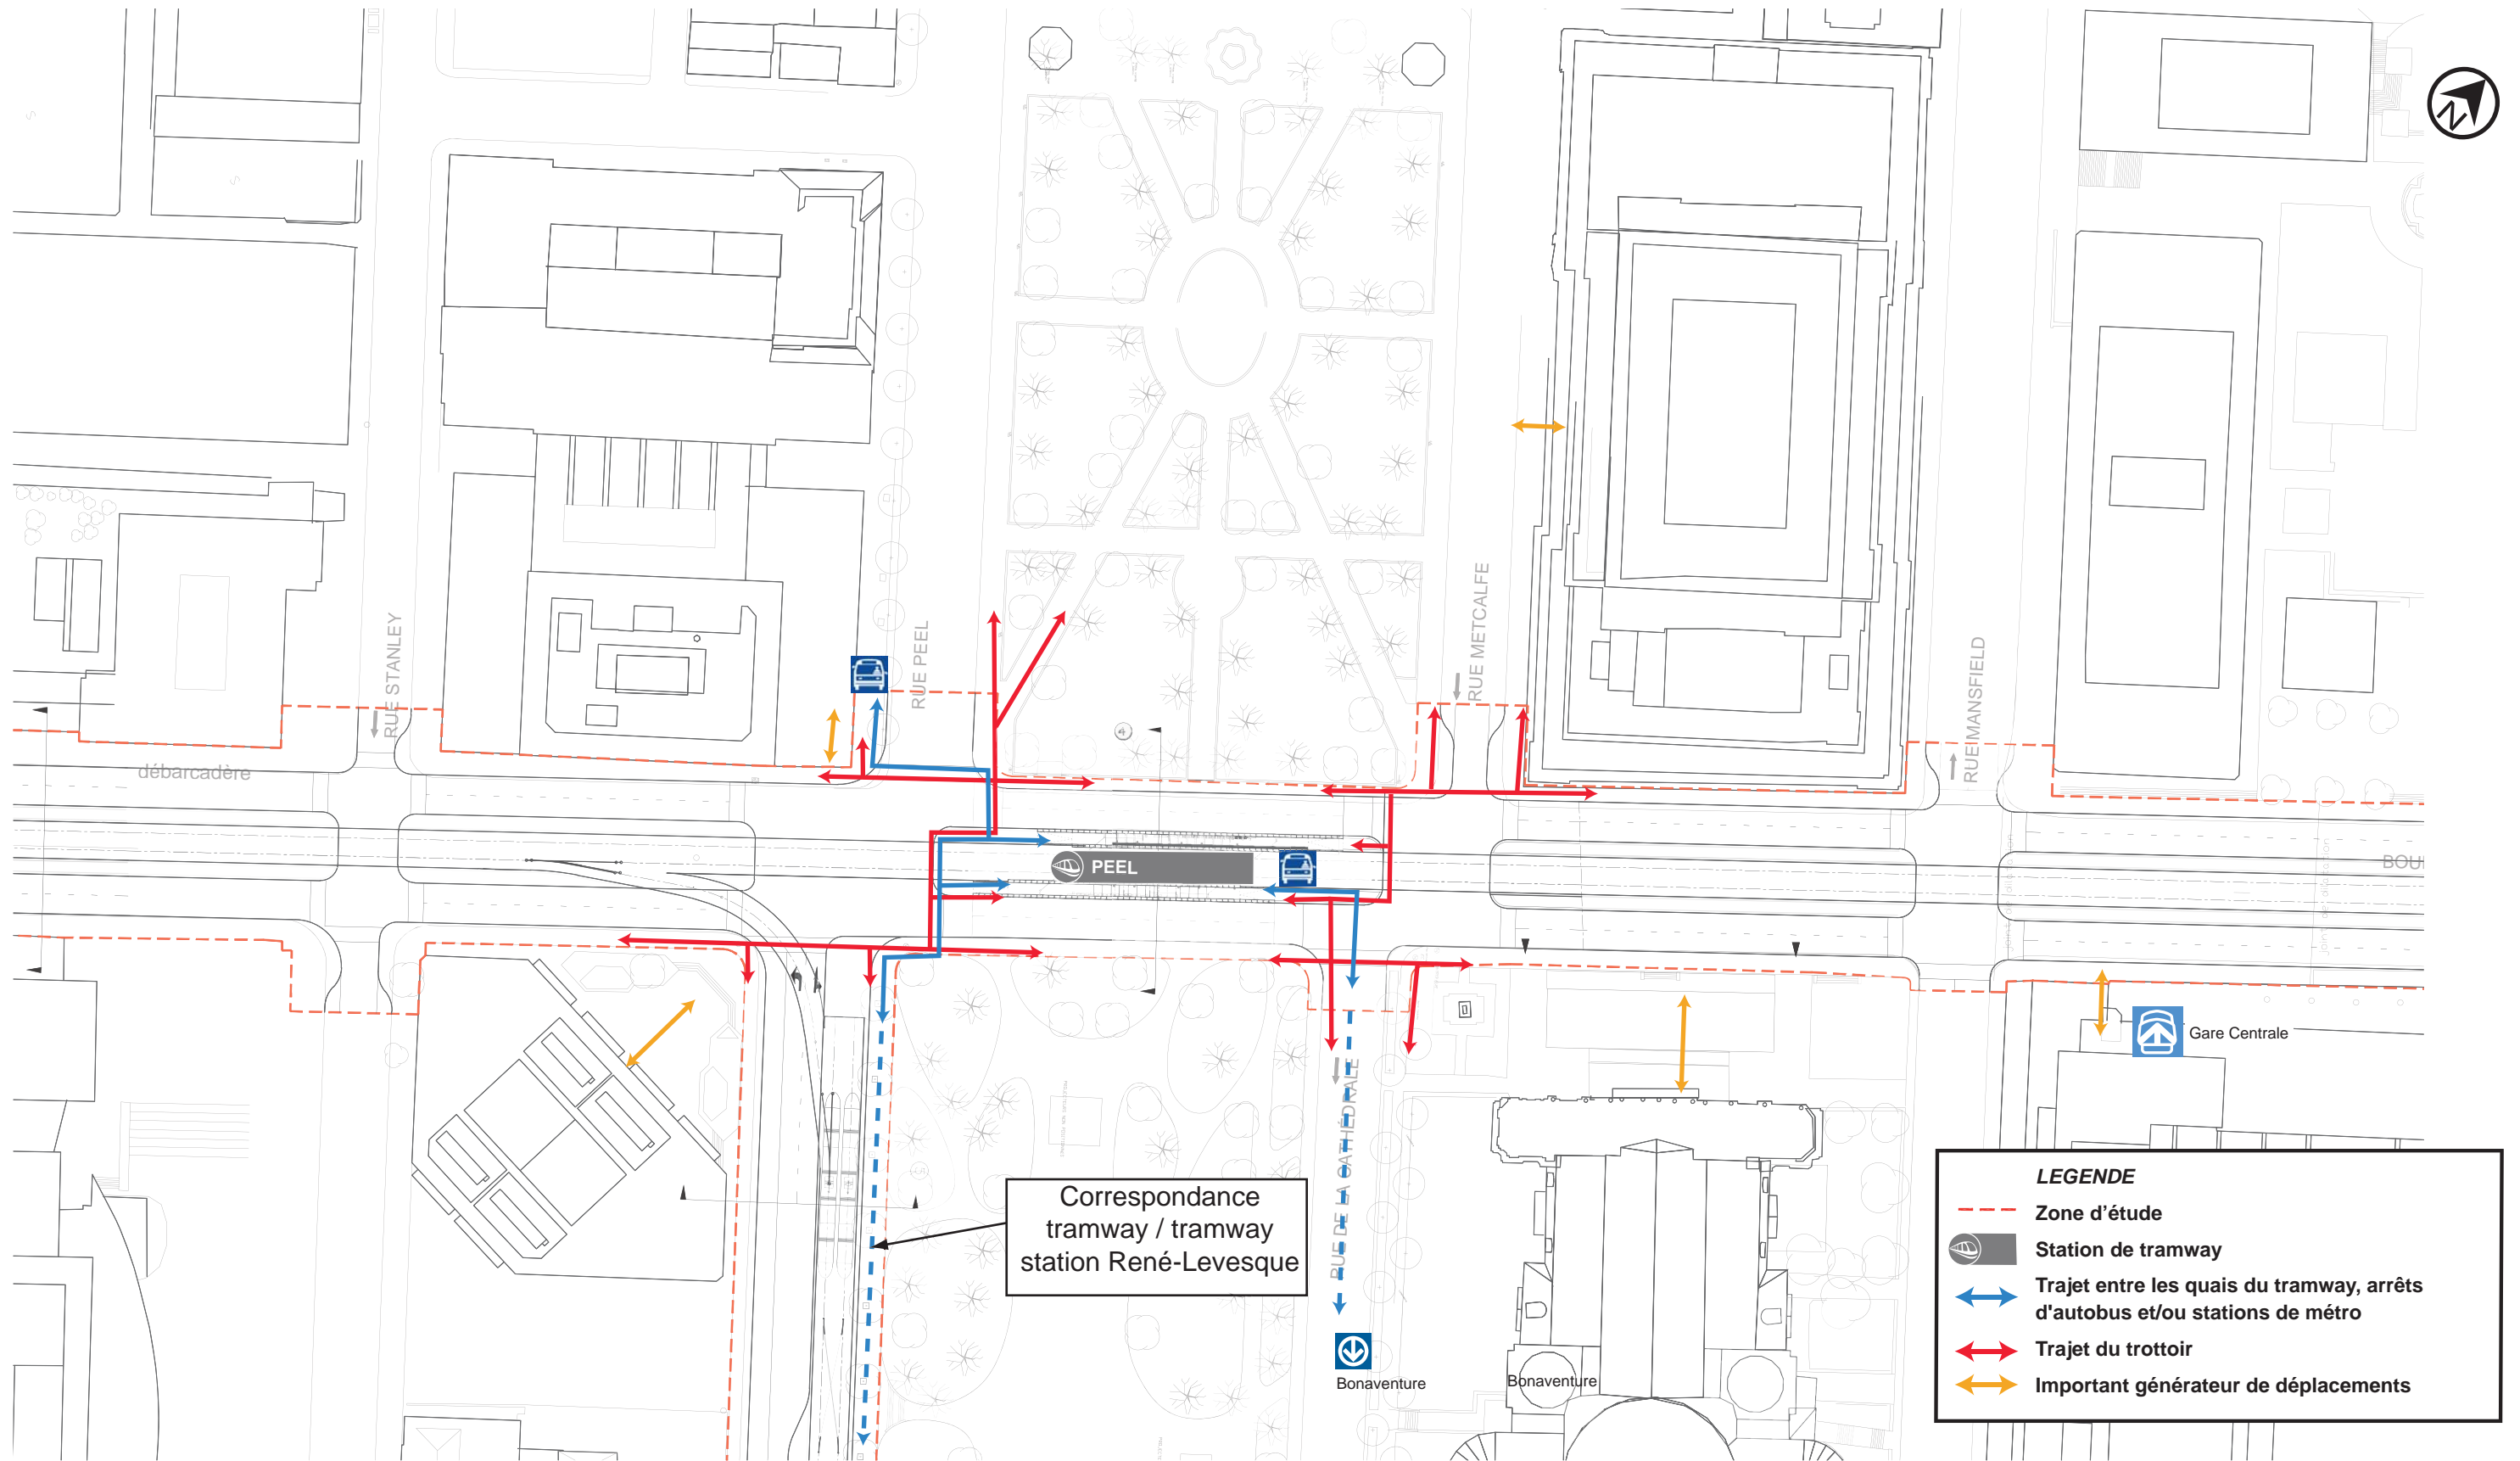 N
RUE STANLEY
RUE PEEL
RUE METCALFE
RUE MANSFIELD
débarcadère
PEEL
BOU
Gare Centrale
RUE DE LA CATHÉDRALE
Correspondance
tramway / tramway
station René-Levesque
Bonaventure
Bonaventure
LEGENDE
Zone d'étude
Station de tramway
Trajet entre les quais du tramway, arrêts
d'autobus et/ou stations de métro
Trajet du trottoir
Important générateur de déplacements